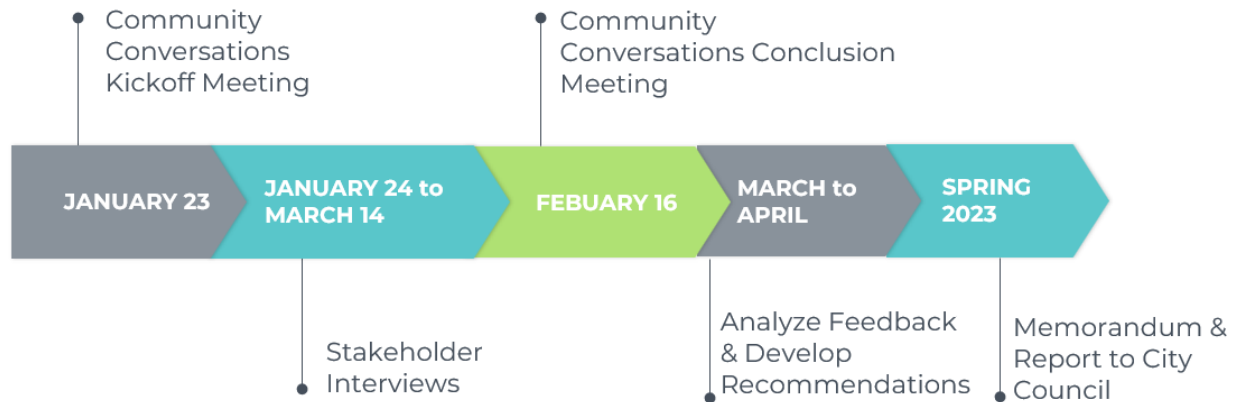 Community
Conversations
Kickoff Meeting
Community
Conversations Conclusion
Meeting
JANUARY 23
JANUARY 24 to
MARCH 14
FEBUARY 16
MARCH to
APRIL
SPRING
2023
Stakeholder
Interviews
Analyze Feedback
& Develop
Recommendations
Memorandum &
Report to City
Council